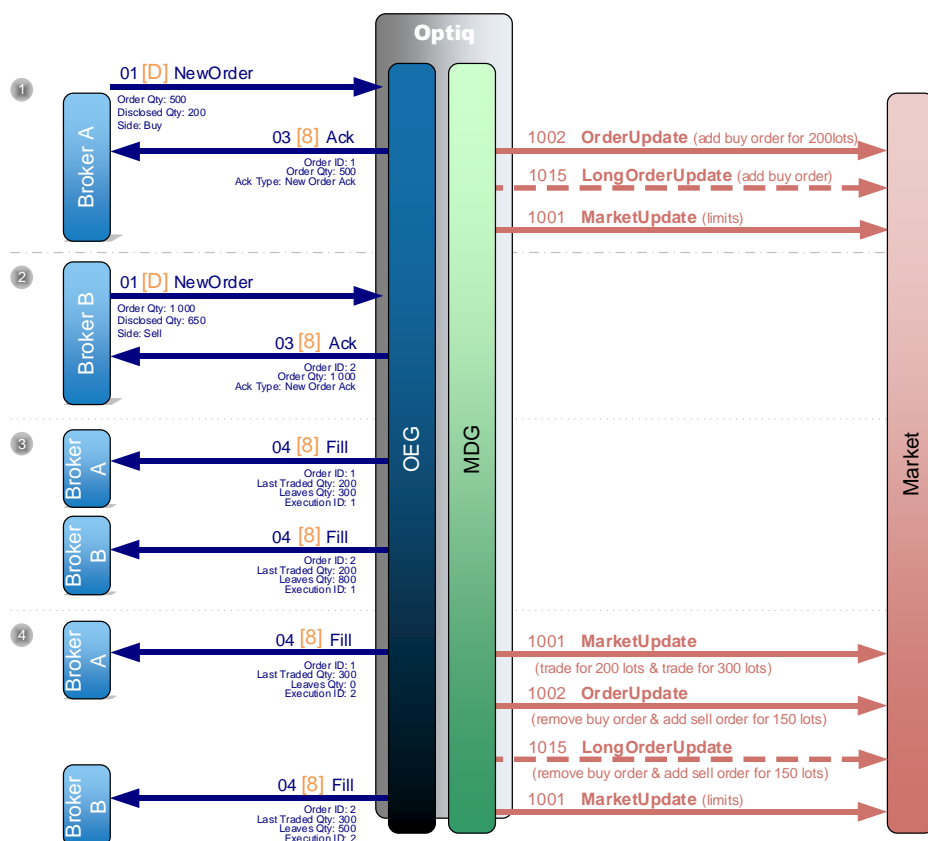 Optiq
1
01 [D] NewOrder
Order Qty: 500
Disclosed Qty: 200
Side: Buy
Broker A
03 [8] Ack
Order ID: 1
Order Qty: 500
Ack Type: New Order Ack
1002 OrderUpdate (add buy order for 200lots)
1015 LongOrderUpdate (add buy order)
1001 MarketUpdate (limits)
2
01 [D] NewOrder
Order Qty: 1 000
Disclosed Qty: 650
Side: Sell
Broker B
03 [8] Ack
Order ID: 2
Order Qty: 1 000
Ack Type: New Order Ack
OEG
MDG
Market
3
Broker
A
04 [8] Fill
Order ID: 1
Last Traded Qty: 200
Leaves Qty: 300
Execution ID: 1
Broker
B
04 [8] Fill
Order ID: 2
Last Traded Qty: 200
Leaves Qty: 800
Execution ID: 1
4
Broker
A
04 [8] Fill
Order ID: 1
Last Traded Qty: 300
Leaves Qty: 0
Execution ID: 2
1001 MarketUpdate
(trade for 200 lots & trade for 300 lots)
1002 OrderUpdate
(remove buy order & add sell order for 150 lots)
1015 LongOrderUpdate
(remove buy order & add sell order for 150 lots)
1001 MarketUpdate (limits)
Broker
B
04 [8] Fill
Order ID: 2
Last Traded Qty: 300
Leaves Qty: 500
Execution ID: 2